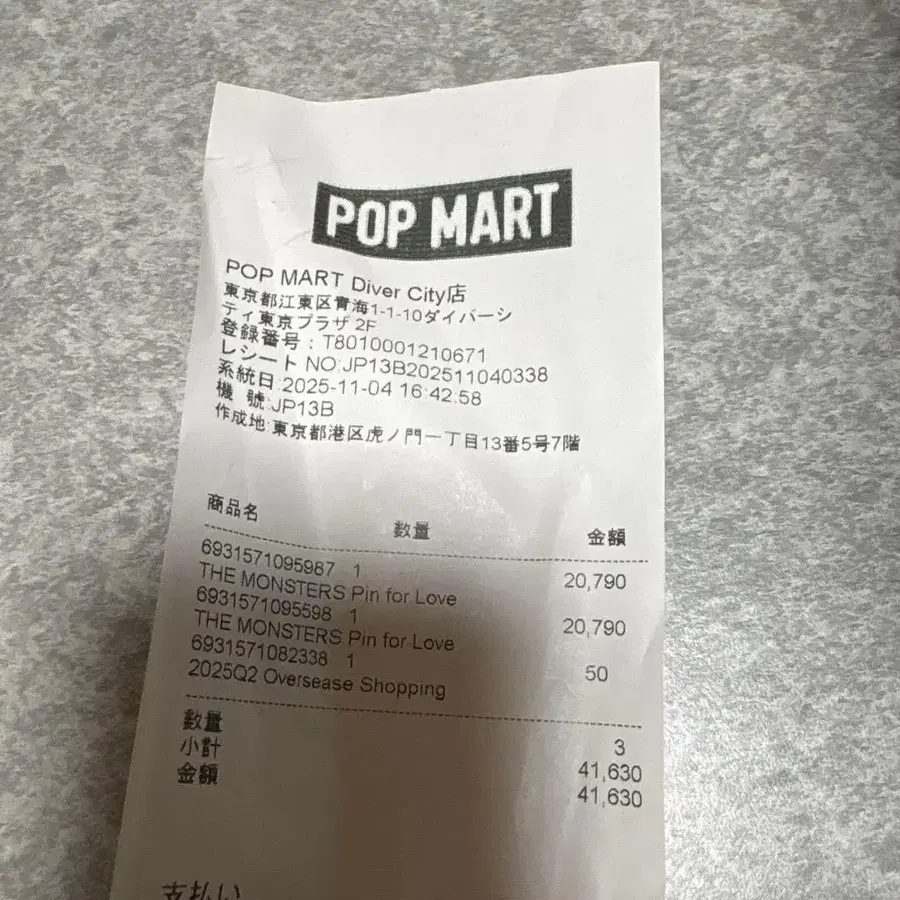 POP MART
POP MART Diver City店
東京都江東区青海1-1-10ダイバーシ
ティ東京プラザ 2F
登録番号：T8010001210671
レシート NO:JP13B202511040338
系統日:2025-11-04 16:42:58
機 號:JP13B
作成地:東京都港区虎ノ門一丁目13番5号7階
商品名 数量 金額
6931571095987 1 20,790
THE MONSTERS Pin for Love
6931571095598 1 20,790
THE MONSTERS Pin for Love
6931571082338 1 50
2025Q2 Oversease Shopping
數量 3
小計 41,630
金額 41,630
支払い